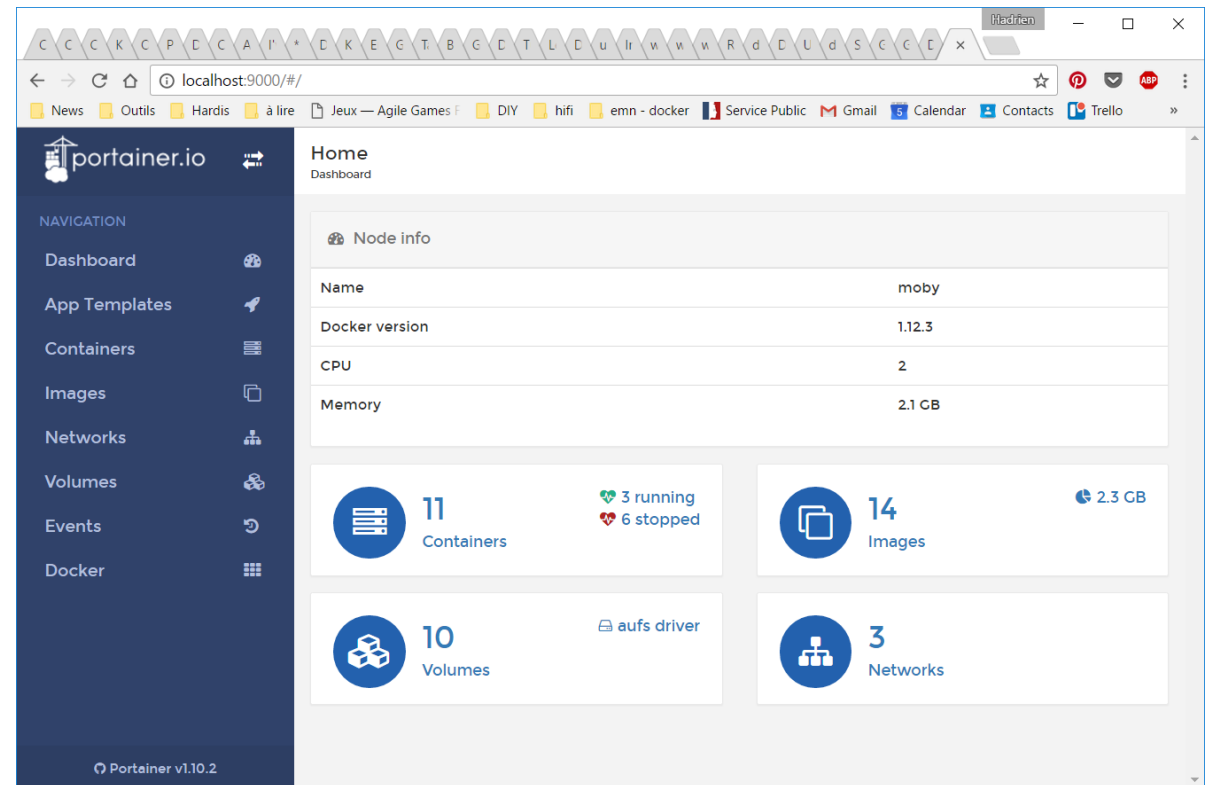 Hadrien
C C C K C P D C A I' * D K E G T. B G D T L D u Ir w w w R d D U d S G G D
localhost:9000/#/
ABP
News Outils Hardis à lire Jeux — Agile Games F DIY hifi emn - docker Service Public Gmail 5 Calendar Contacts Trello »
portainer.io
Home
Dashboard
NAVIGATION
Dashboard
App Templates
Containers
Images
Networks
Volumes
Events
Docker
Portainer v1.10.2
Node info
Name moby
Docker version 1.12.3
CPU 2
Memory 2.1 GB
11
Containers
3 running
6 stopped
14
Images
2.3 GB
10
Volumes
aufs driver
3
Networks